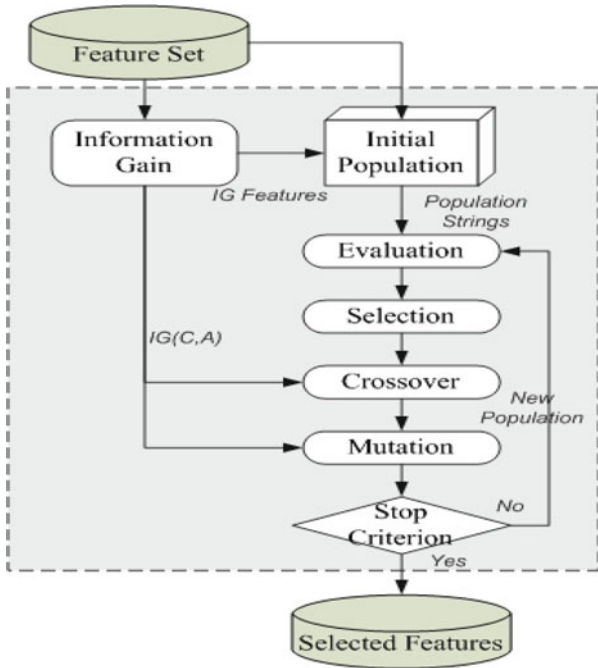 Feature Set
Information
Gain
Initial
Population
IG Features
Population
Strings
Evaluation
Selection
IG(C,A)
Crossover
New
Population
Mutation
Stop
Criterion
No
Yes
Selected Features